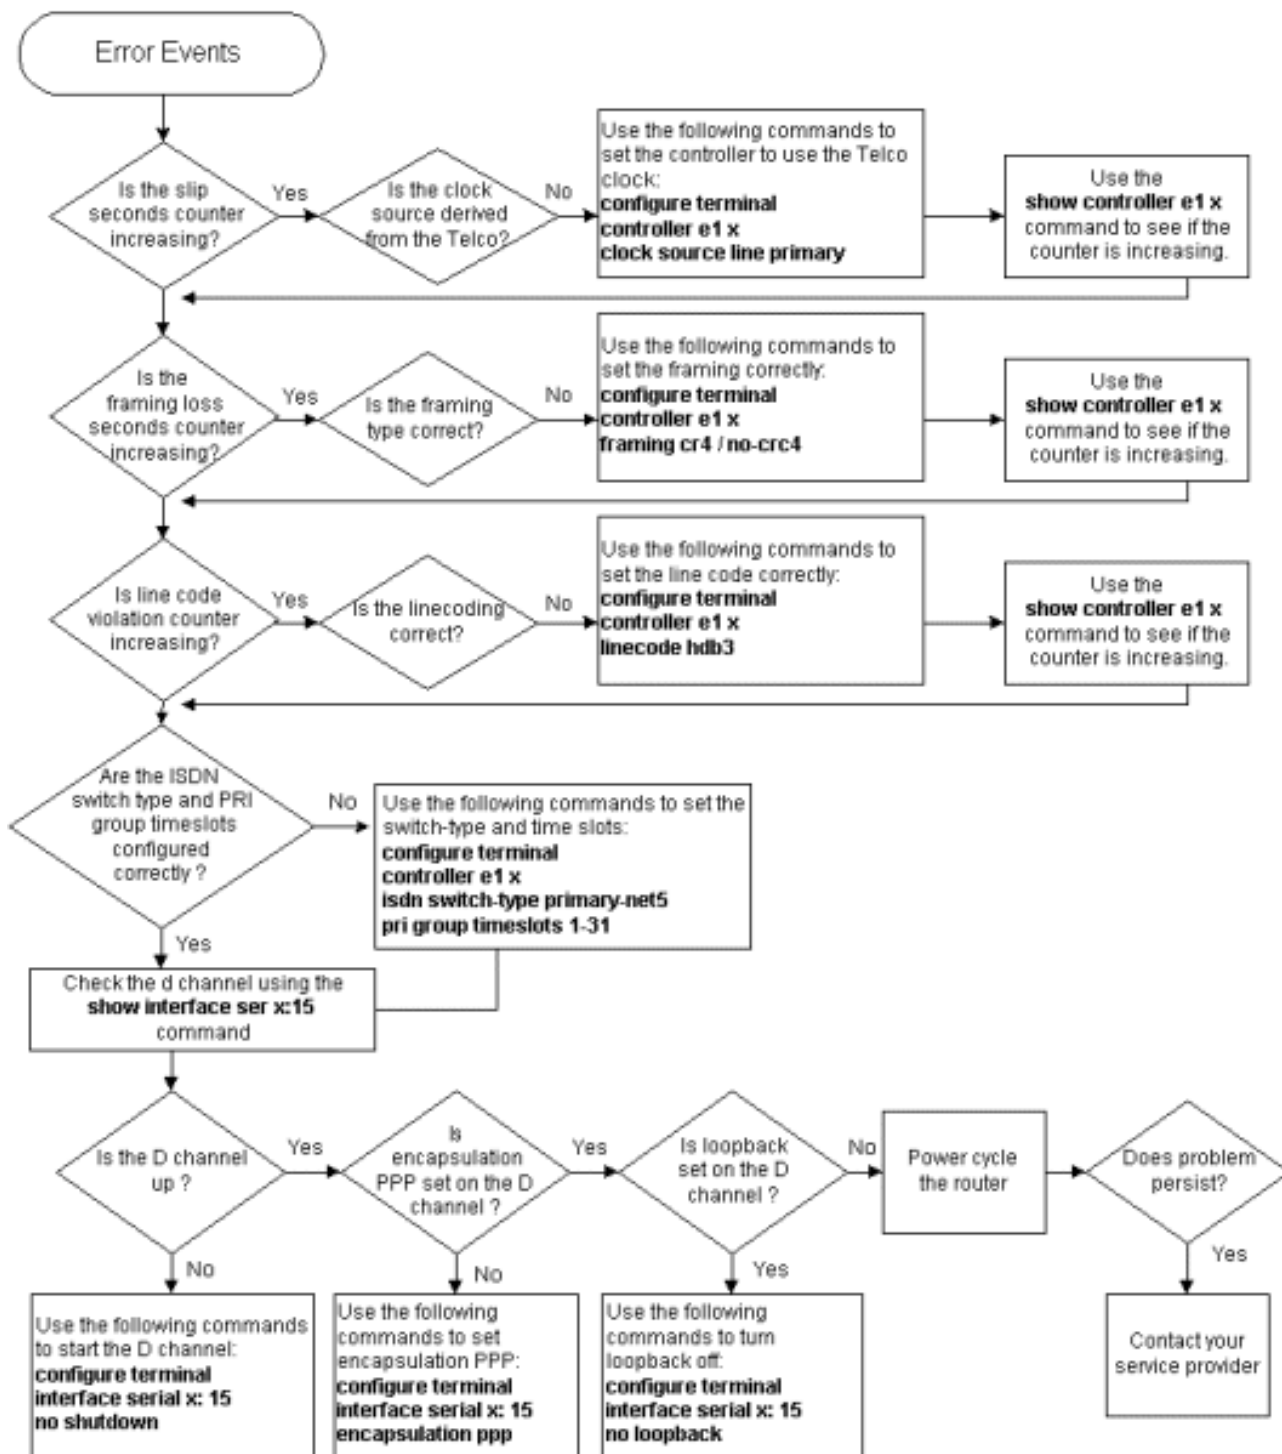 Error Events
Is the slip
seconds counter
increasing?
Yes
Is the clock
source derived
from the Telco?
No
Use the following commands to
set the controller to use the Telco
clock:
configure terminal
controller e1 x
clock source line primary
Use the
show controller e1 x
command to see if the
counter is increasing.
Is the
framing loss
seconds counter
increasing?
Yes
Is the framing
type correct?
No
Use the following commands to
set the framing correctly:
configure terminal
controller e1 x
framing cr4 / no-crc4
Use the
show controller e1 x
command to see if the
counter is increasing.
Is line code
violation counter
increasing?
Yes
Is the linecoding
correct?
No
Use the following commands to
set the line code correctly:
configure terminal
controller e1 x
linecode hdb3
Use the
show controller e1 x
command to see if the
counter is increasing.
Are the ISDN
switch type and PRI
group timeslots
configured
correctly ?
No
Use the following commands to set the
switch-type and time slots:
configure terminal
controller e1 x
isdn switch-type primary-net5
pri group timeslots 1-31
Yes
Check the d channel using the
show interface ser x:15
command
Is the D channel
up ?
Yes
Is
encapsulation
PPP set on the D
channel ?
Yes
Is loopback
set on the D
channel ?
No
Power cycle
the router
Does problem
persist?
No
Use the following commands
to start the D channel:
configure terminal
interface serial x: 15
no shutdown
No
Use the following
commands to set
encapsulation PPP:
configure terminal
interface serial x: 15
encapsulation ppp
Yes
Use the following
commands to turn
loopback off:
configure terminal
interface serial x: 15
no loopback
Yes
Contact your
service provider